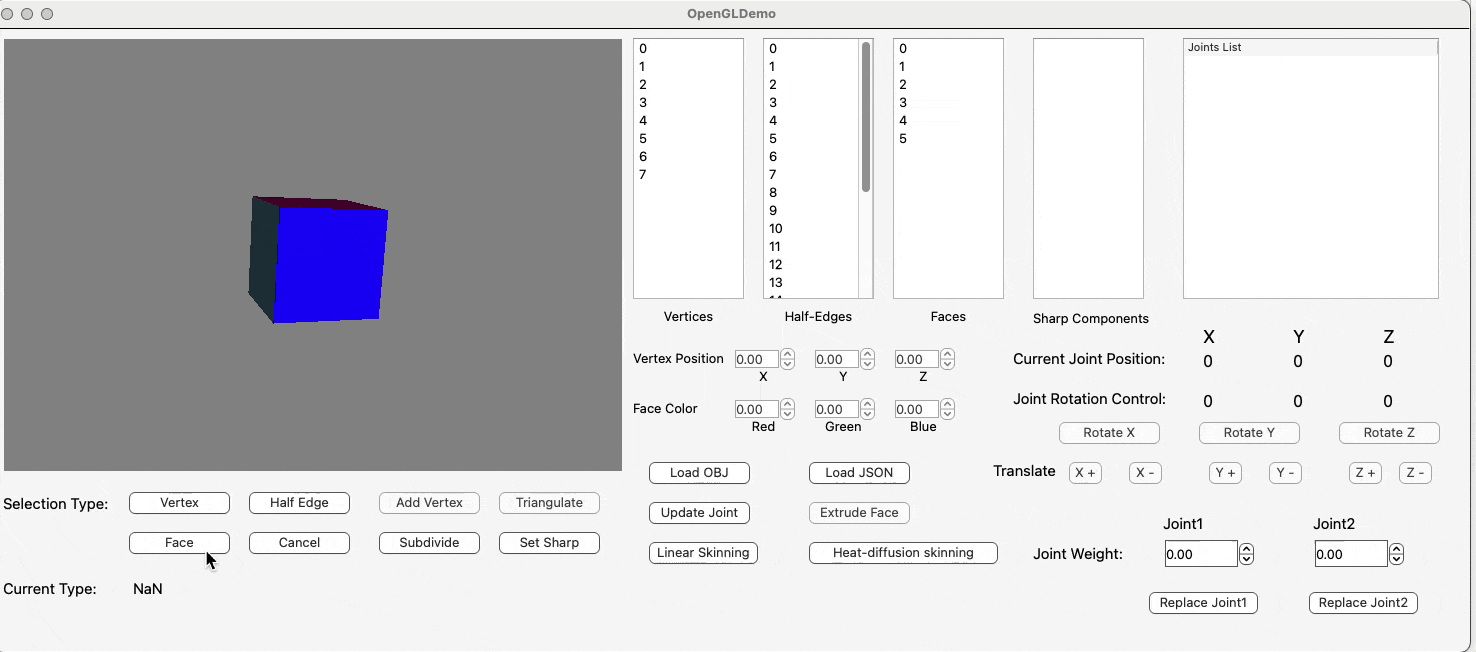 OpenGLDemo
0
1
2
3
4
5
6
7
0
1
2
3
4
5
6
7
8
9
10
11
12
13
0
1
2
3
4
5
Joints List
Vertices
Half-Edges
Faces
Sharp Components
Vertex Position 0.00 0.00 0.00
X Y Z
Face Color 0.00 0.00 0.00
Red Green Blue
X Y Z
Current Joint Position: 0 0 0
Joint Rotation Control: 0 0 0
Rotate X Rotate Y Rotate Z
Translate X + X - Y + Y - Z + Z -
Load OBJ Load JSON
Update Joint Extrude Face
Linear Skinning Heat-diffusion skinning
Joint1 Joint2
Joint Weight: 0.00 0.00
Replace Joint1 Replace Joint2
Selection Type: Vertex Half Edge Add Vertex Triangulate
Face Cancel Subdivide Set Sharp
Current Type: NaN